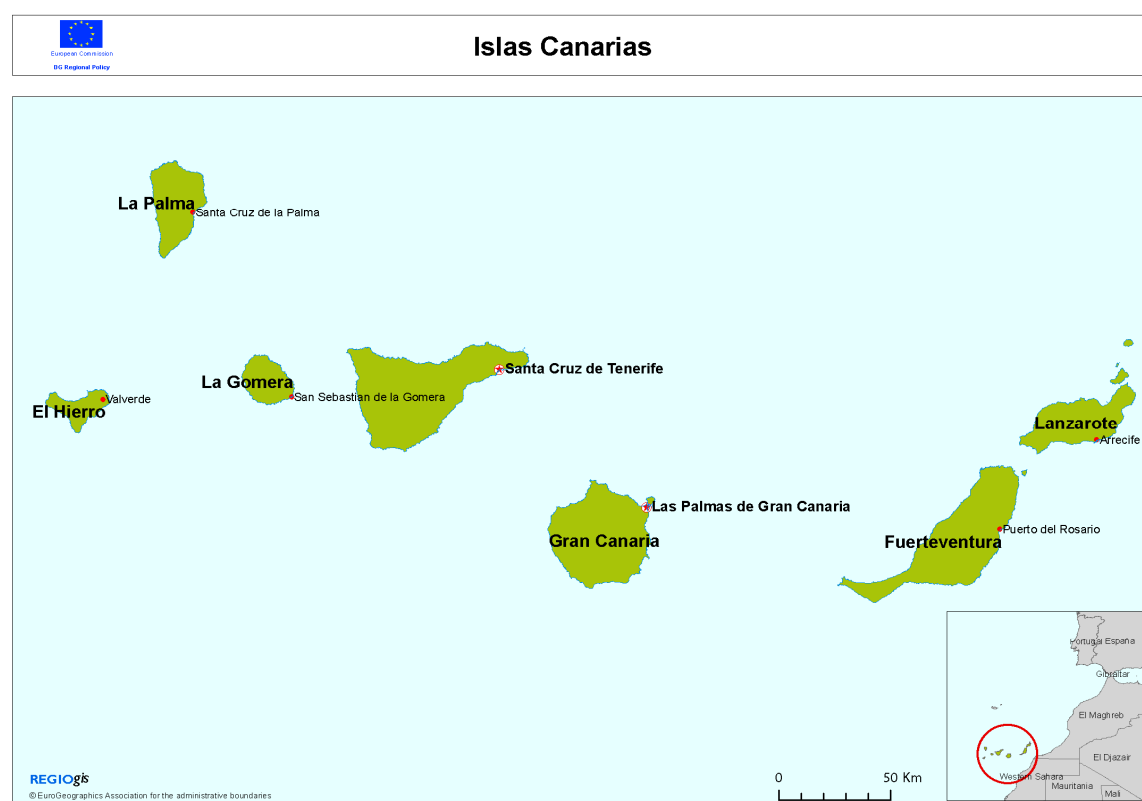 European Commission
DG Regional Policy
Islas Canarias
La Palma
Santa Cruz de la Palma
Santa Cruz de Tenerife
La Gomera
San Sebastian de la Gomera
Valverde
El Hierro
Lanzarote
Arrecife
Las Palmas de Gran Canaria
Gran Canaria
Puerto del Rosario
Fuerteventura
Portugal España
Gibraltar
El Maghreb
El Djazair
Western Sahara
Mauritania
Mali
0 50 Km
REGIOgis
© EuroGeographics Association for the administrative boundaries